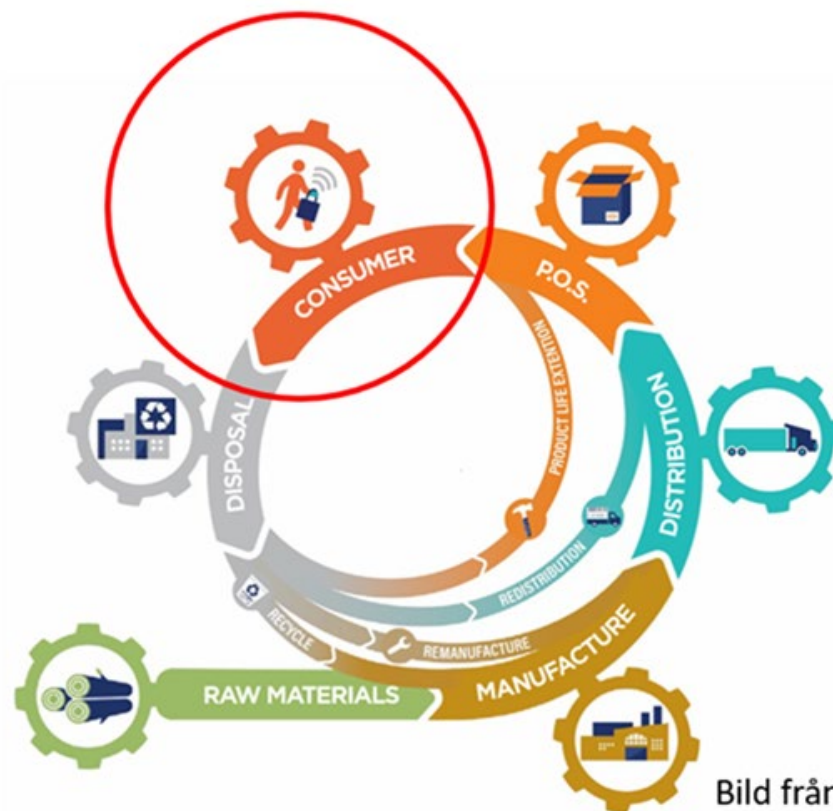 CONSUMER
P.O.S.
DISTRIBUTION
PRODUCT LIFE EXTENTION
REDISTRIBUTION
DISPOSAL
RECYCLE
REMANUFACTURE
MANUFACTURE
RAW MATERIALS
Bild från